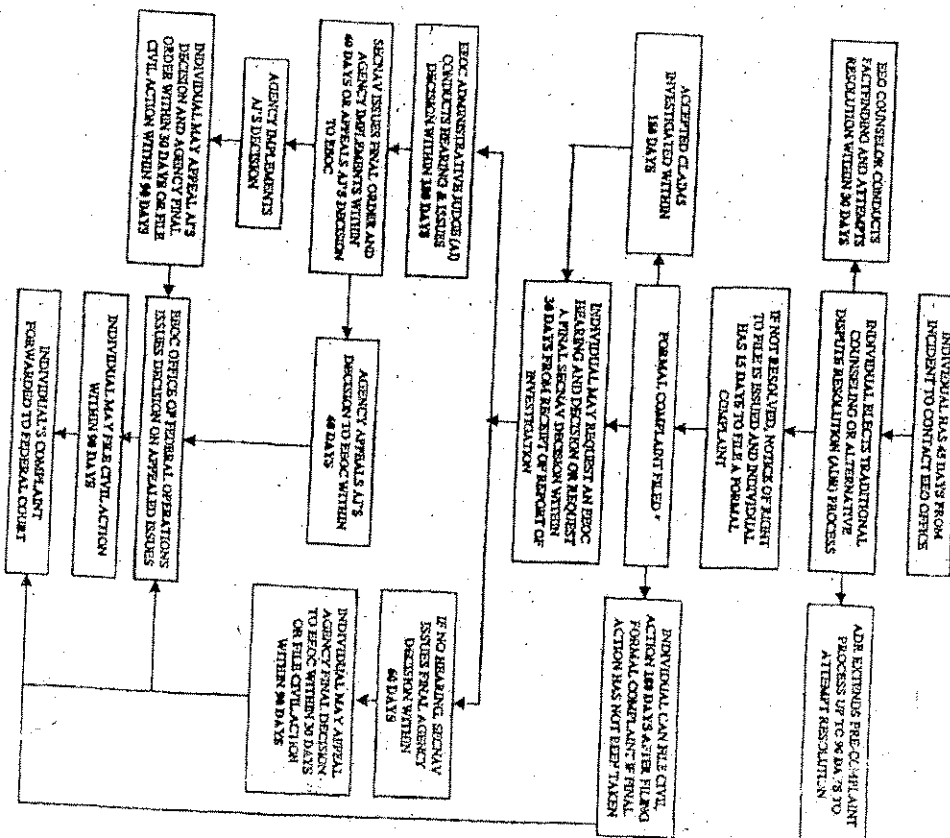 INDIVIDUAL HAS 45 DAYS FROM
INCIDENT TO CONTACT EEO OFFICE
INDIVIDUAL ELECTS TRADITIONAL
COUNSELING OR ALTERNATIVE
DISPUTE RESOLUTION (ADR) PROCESS
EEO COUNSELOR CONDUCTS
FACTFINDING AND ATTEMPTS
RESOLUTION WITHIN 30 DAYS
ADR EXTENDS PRE-COMPLAINT
PROCESS UP TO 90 DAYS TO
ATTEMPT RESOLUTION
IF NOT RESOLVED, NOTICE OF RIGHT
TO FILE IS ISSUED AND INDIVIDUAL
HAS 15 DAYS TO FILE A FORMAL
COMPLAINT
FORMAL COMPLAINT FILED *
ACCEPTED CLAIMS
INVESTIGATED WITHIN
180 DAYS
INDIVIDUAL CAN FILE CIVIL
ACTION 180 DAYS AFTER FILING
FORMAL COMPLAINT IF FINAL
ACTION HAS NOT BEEN TAKEN
INDIVIDUAL MAY REQUEST AN EEOC
HEARING AND DECISION OR REQUEST
A FINAL SECNAV DECISION WITHIN
30 DAYS FROM RECEIPT OF REPORT OF
INVESTIGATION
EEOC ADMINISTRATIVE JUDGE (AJ)
CONDUCTS HEARING & ISSUES
DECISION WITHIN 180 DAYS
IF NO HEARING, SECNAV
ISSUES FINAL AGENCY
DECISION WITHIN
60 DAYS
SECNAV ISSUES FINAL ORDER AND
AGENCY IMPLEMENTS WITHIN
40 DAYS OR APPEALS AJ'S DECISION
TO EEOC
AGENCY APPEALS AJ'S
DECISION TO EEOC WITHIN
40 DAYS
AGENCY IMPLEMENTS
AJ'S DECISION
INDIVIDUAL MAY APPEAL
AGENCY FINAL DECISION
TO EEOC WITHIN 30 DAYS
OR FILE CIVIL ACTION
WITHIN 90 DAYS
INDIVIDUAL MAY APPEAL AJ'S
DECISION AND AGENCY FINAL
ORDER WITHIN 30 DAYS OR FILE
CIVIL ACTION WITHIN 90 DAYS
EEOC OFFICE OF FEDERAL OPERATIONS
ISSUES DECISION ON APPEALED ISSUES
INDIVIDUAL MAY FILE CIVIL ACTION
WITHIN 90 DAYS
INDIVIDUAL'S COMPLAINT
FORWARDED TO FEDERAL COURT